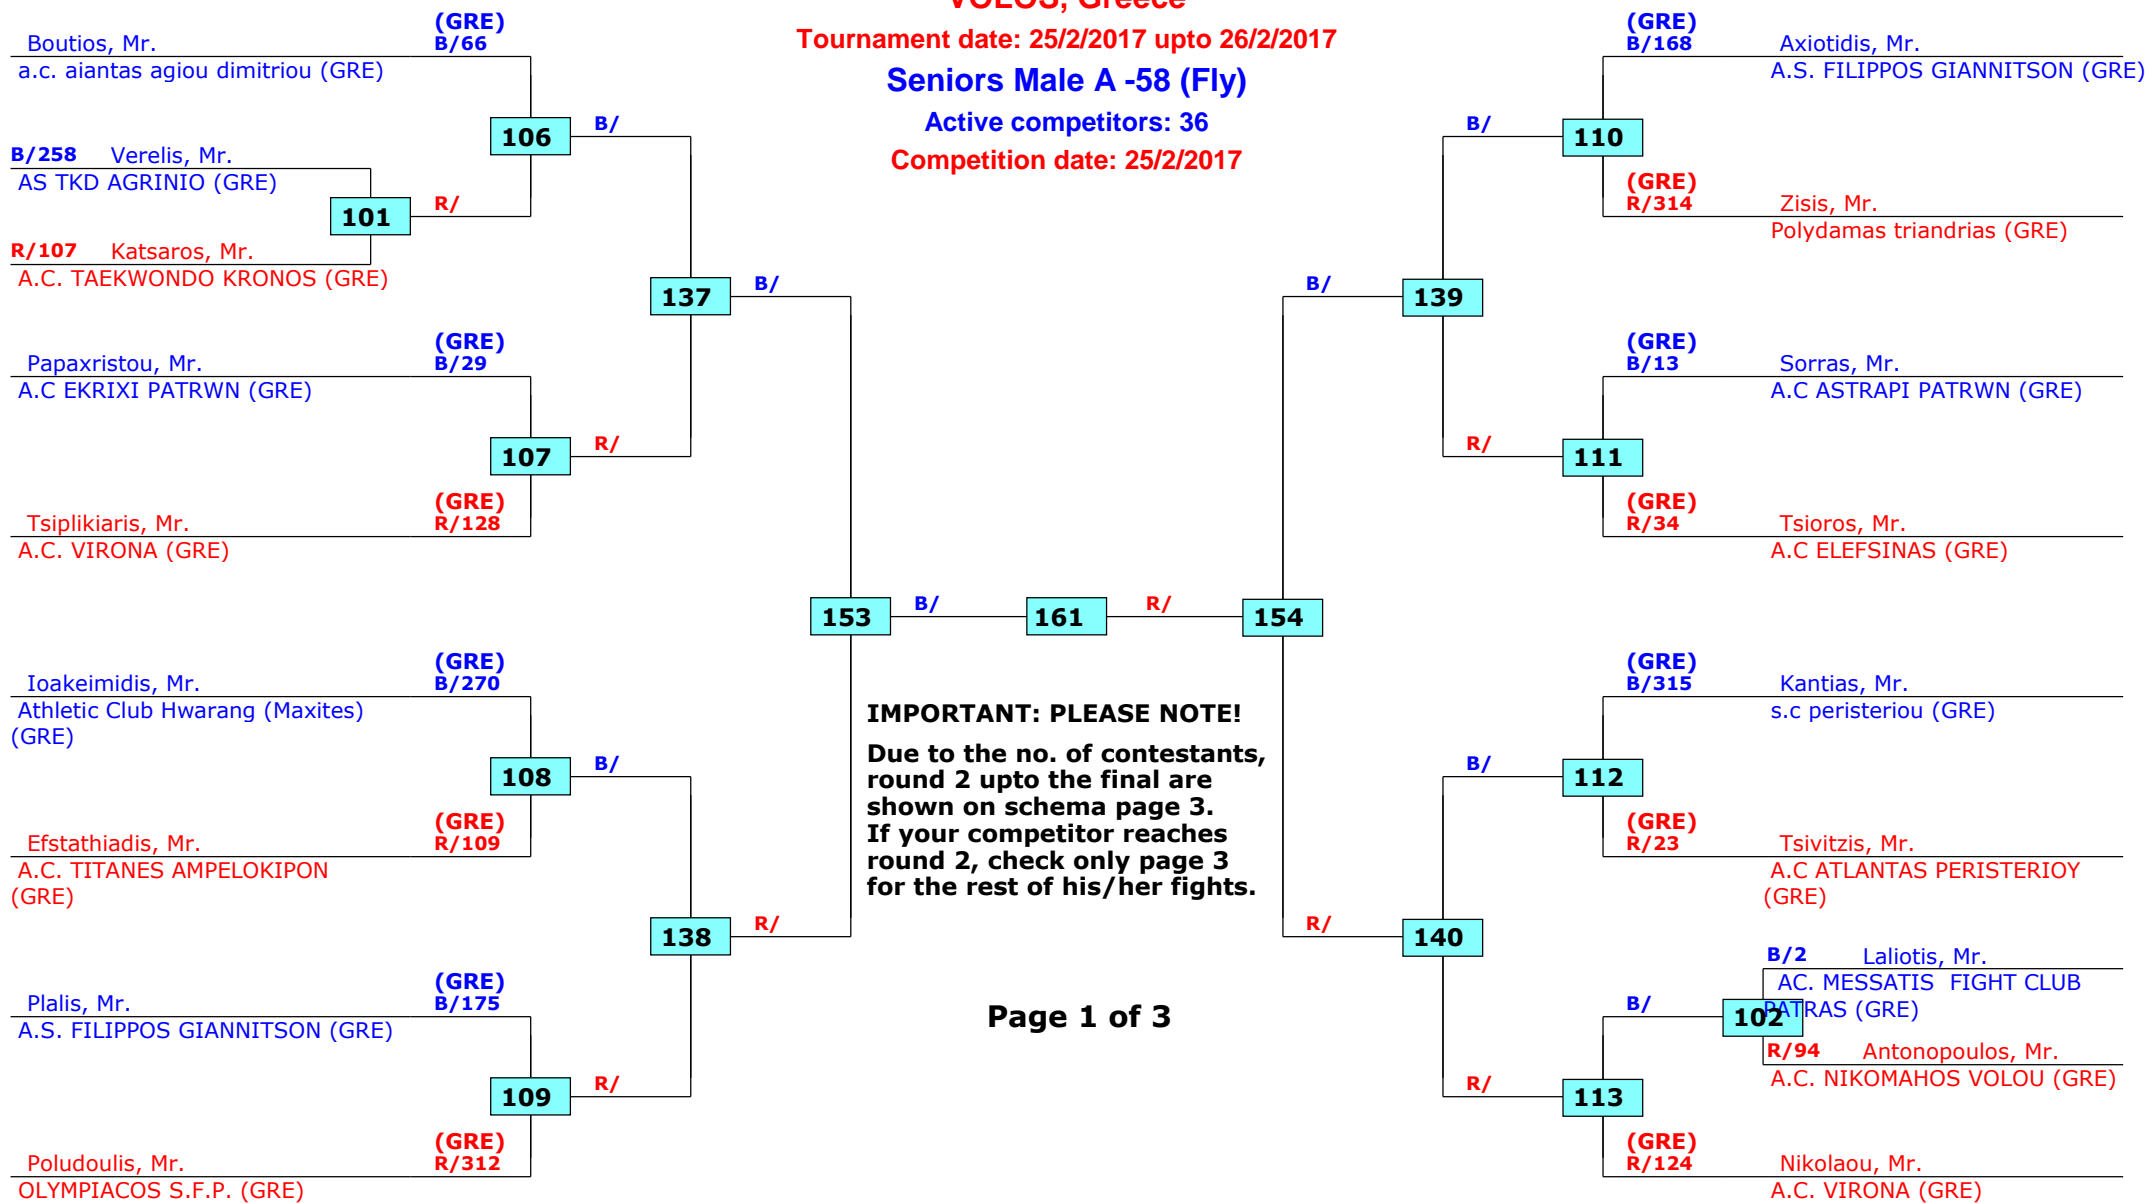 VOLOS, Greece
Tournament date: 25/2/2017 upto 26/2/2017
Seniors Male A -58 (Fly)
Active competitors: 36
Competition date: 25/2/2017
(GRE)
Boutios, Mr. B/66
a.c. aiantas agiou dimitriou (GRE)
106 B/
B/258 Verelis, Mr.
AS TKD AGRINIO (GRE)
101 R/
R/107 Katsaros, Mr.
A.C. TAEKWONDO KRONOS (GRE)
137 B/
(GRE)
Papaxristou, Mr. B/29
A.C EKRIXI PATRWN (GRE)
107 R/
(GRE)
Tsiplikiaris, Mr. R/128
A.C. VIRONA (GRE)
153 B/ 161 R/ 154
(GRE)
Ioakeimidis, Mr. B/270
Athletic Club Hwarang (Maxites)
(GRE)
108 B/
(GRE)
Efstathiadis, Mr. R/109
A.C. TITANES AMPELOKIPON
(GRE)
138 R/
(GRE)
Plalis, Mr. B/175
A.S. FILIPPOS GIANNITSON (GRE)
109 R/
(GRE)
Poludoulis, Mr. R/312
OLYMPIACOS S.F.P. (GRE)
IMPORTANT: PLEASE NOTE!
Due to the no. of contestants,
round 2 upto the final are
shown on schema page 3.
If your competitor reaches
round 2, check only page 3
for the rest of his/her fights.
Page 1 of 3
(GRE)
B/168 Axiotidis, Mr.
A.S. FILIPPOS GIANNITSON (GRE)
B/ 110
(GRE)
R/314 Zisis, Mr.
Polydamas triandrias (GRE)
B/ 139
(GRE)
B/13 Sorras, Mr.
A.C ASTRAPI PATRWN (GRE)
R/ 111
(GRE)
R/34 Tsioros, Mr.
A.C ELEFSINAS (GRE)
(GRE)
B/315 Kantias, Mr.
s.c peristeriou (GRE)
B/ 112
(GRE)
R/23 Tsivitzis, Mr.
A.C ATLANTAS PERISTERIOY
(GRE)
R/ 140
B/2 Laliotis, Mr.
AC. MESSATIS  FIGHT CLUB
PATRAS (GRE)
B/ 102
R/94 Antonopoulos, Mr.
A.C. NIKOMAHOS VOLOU (GRE)
R/ 113
(GRE)
R/124 Nikolaou, Mr.
A.C. VIRONA (GRE)